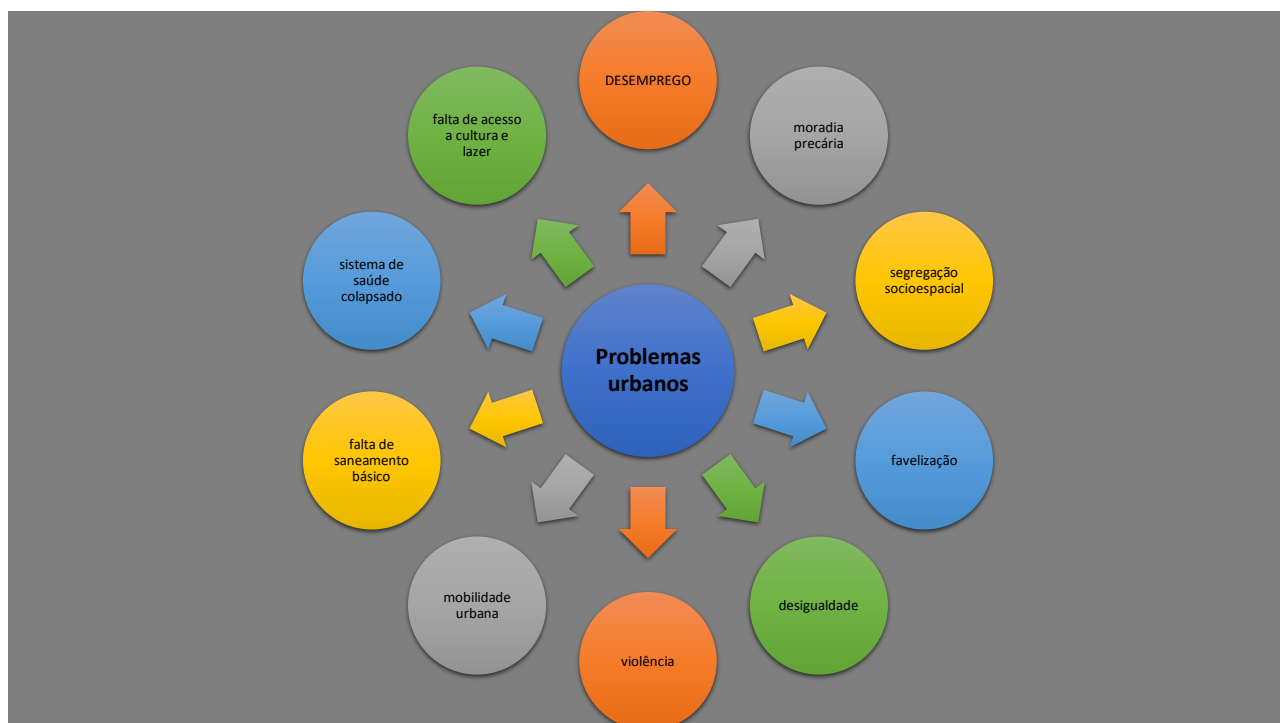 DESEMPREGO
moradia
precária
segregação
socioespacial
favelização
desigualdade
violência
mobilidade
urbana
falta de
saneamento
básico
sistema de
saúde
colapsado
falta de acesso
a cultura e
lazer
Problemas
urbanos